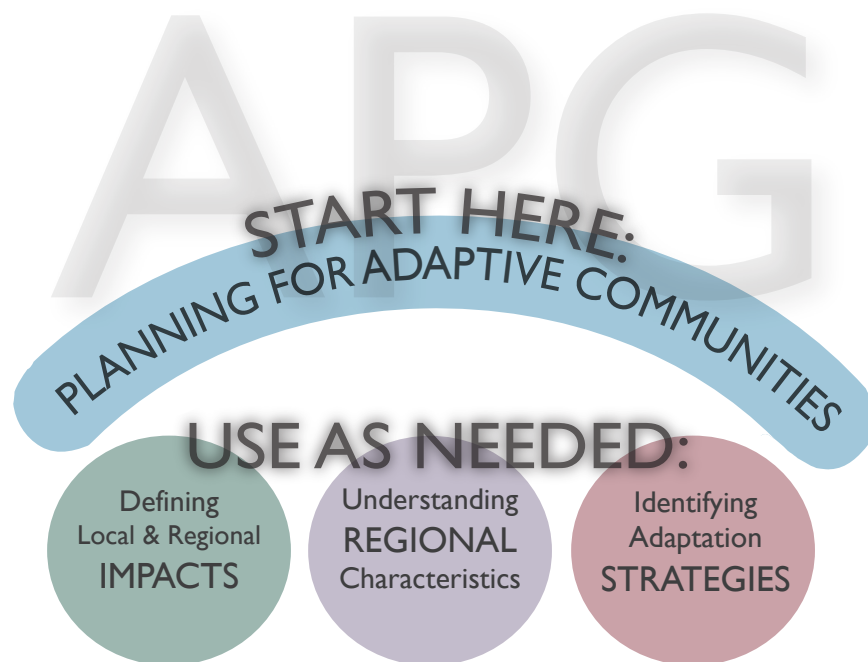 APG
START HERE:
PLANNING FOR ADAPTIVE COMMUNITIES
USE AS NEEDED:
Defining
Local & Regional
IMPACTS
Understanding
REGIONAL
Characteristics
Identifying
Adaptation
STRATEGIES